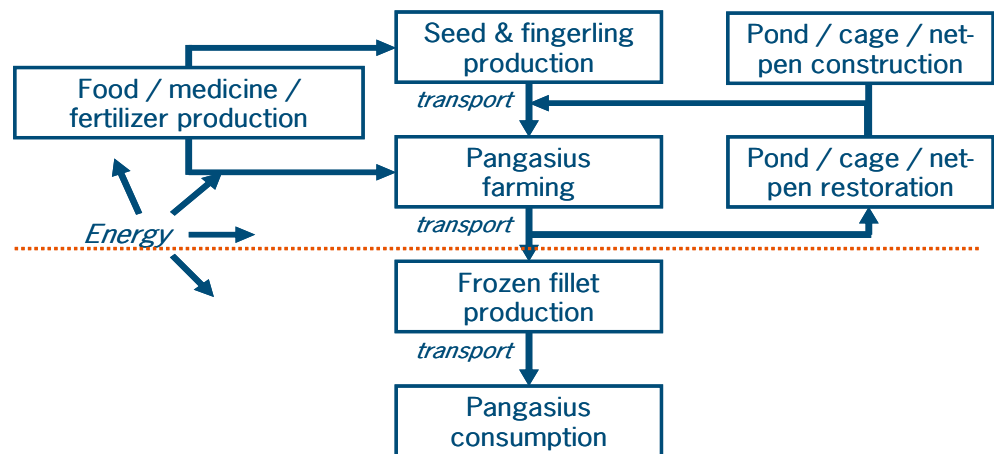 Seed & fingerling
production
Pond / cage / net-
pen construction
Food / medicine /
fertilizer production
transport
Pangasius
farming
Pond / cage / net-
pen restoration
transport
Energy
Frozen fillet
production
transport
Pangasius
consumption